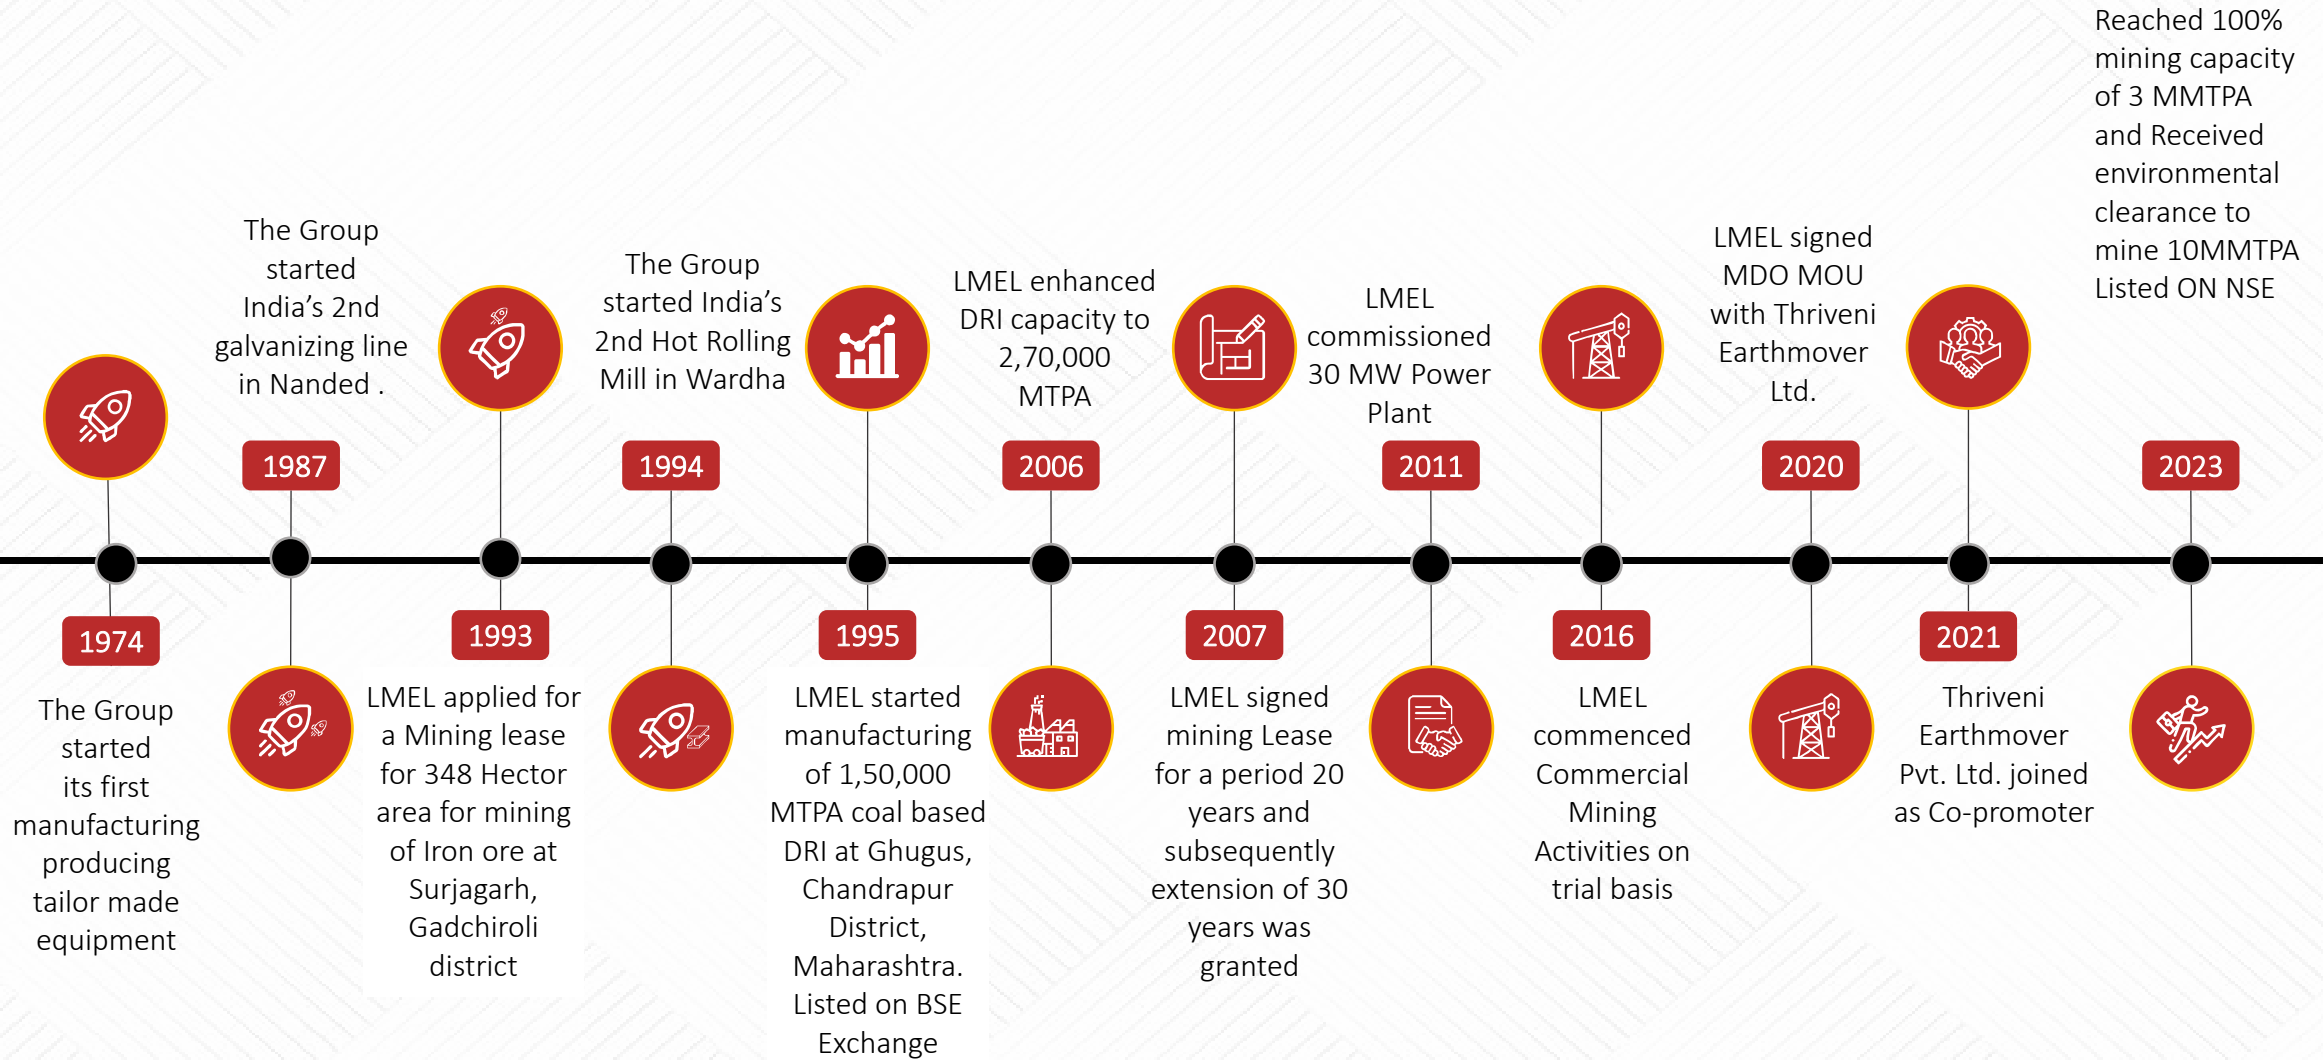 1974
The Group
started
its first
manufacturing
producing
tailor made
equipment
The Group
started
India’s 2nd
galvanizing line
in Nanded .
1987
1993
LMEL applied for
a Mining lease
for 348 Hector
area for mining
of Iron ore at
Surjagarh,
Gadchiroli
district
The Group
started India’s
2nd Hot Rolling
Mill in Wardha
1994
1995
LMEL started
manufacturing
of 1,50,000
MTPA coal based
DRI at Ghugus,
Chandrapur
District,
Maharashtra.
Listed on BSE
Exchange
LMEL enhanced
DRI capacity to
2,70,000
MTPA
2006
2007
LMEL signed
mining Lease
for a period 20
years and
subsequently
extension of 30
years was
granted
LMEL
commissioned
30 MW Power
Plant
2011
2016
LMEL
commenced
Commercial
Mining
Activities on
trial basis
LMEL signed
MDO MOU
with Thriveni
Earthmover
Ltd.
2020
2021
Thriveni
Earthmover
Pvt. Ltd. joined
as Co-promoter
Reached 100%
mining capacity
of 3 MMTPA
and Received
environmental
clearance to
mine 10MMTPA
Listed ON NSE
2023